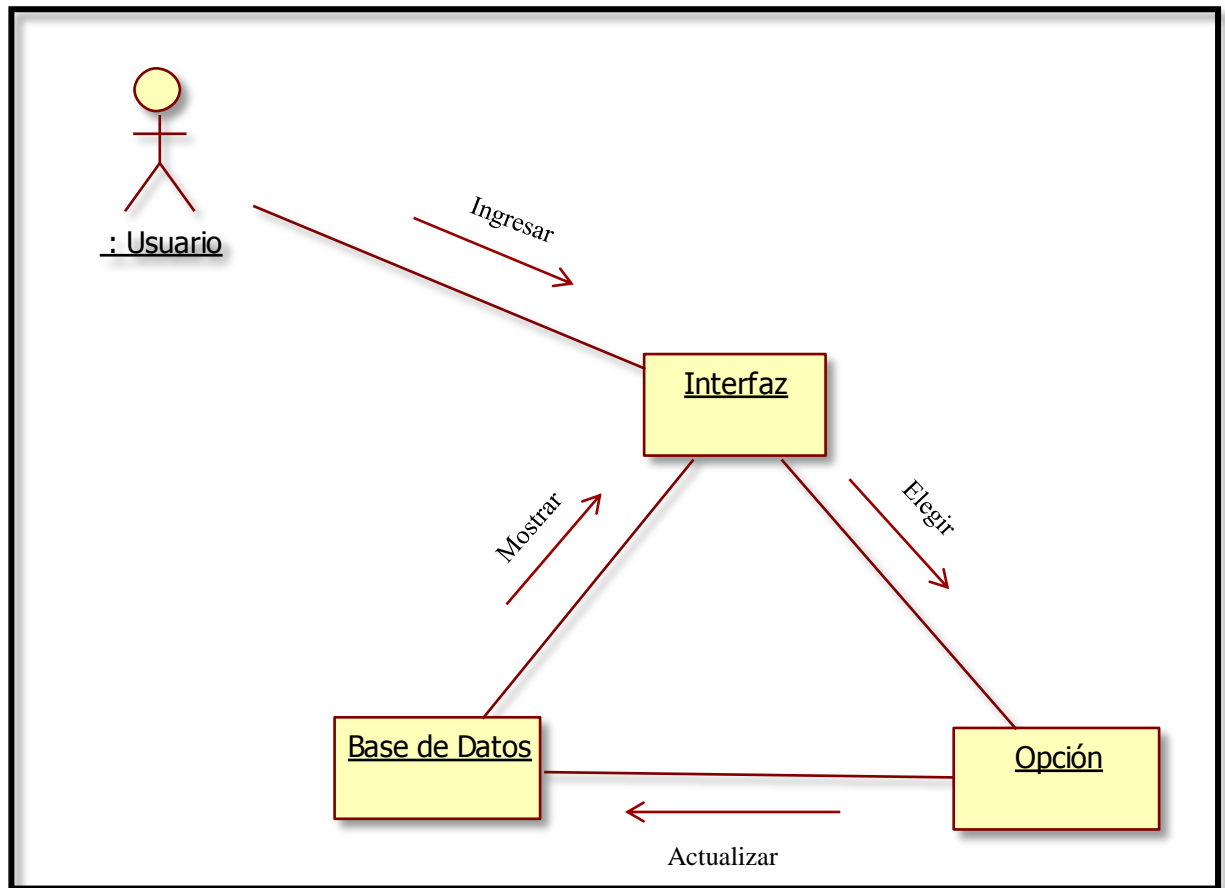 : Usuario
Ingresar
Interfaz
Mostrar
Elegir
Base de Datos
Opción
Actualizar